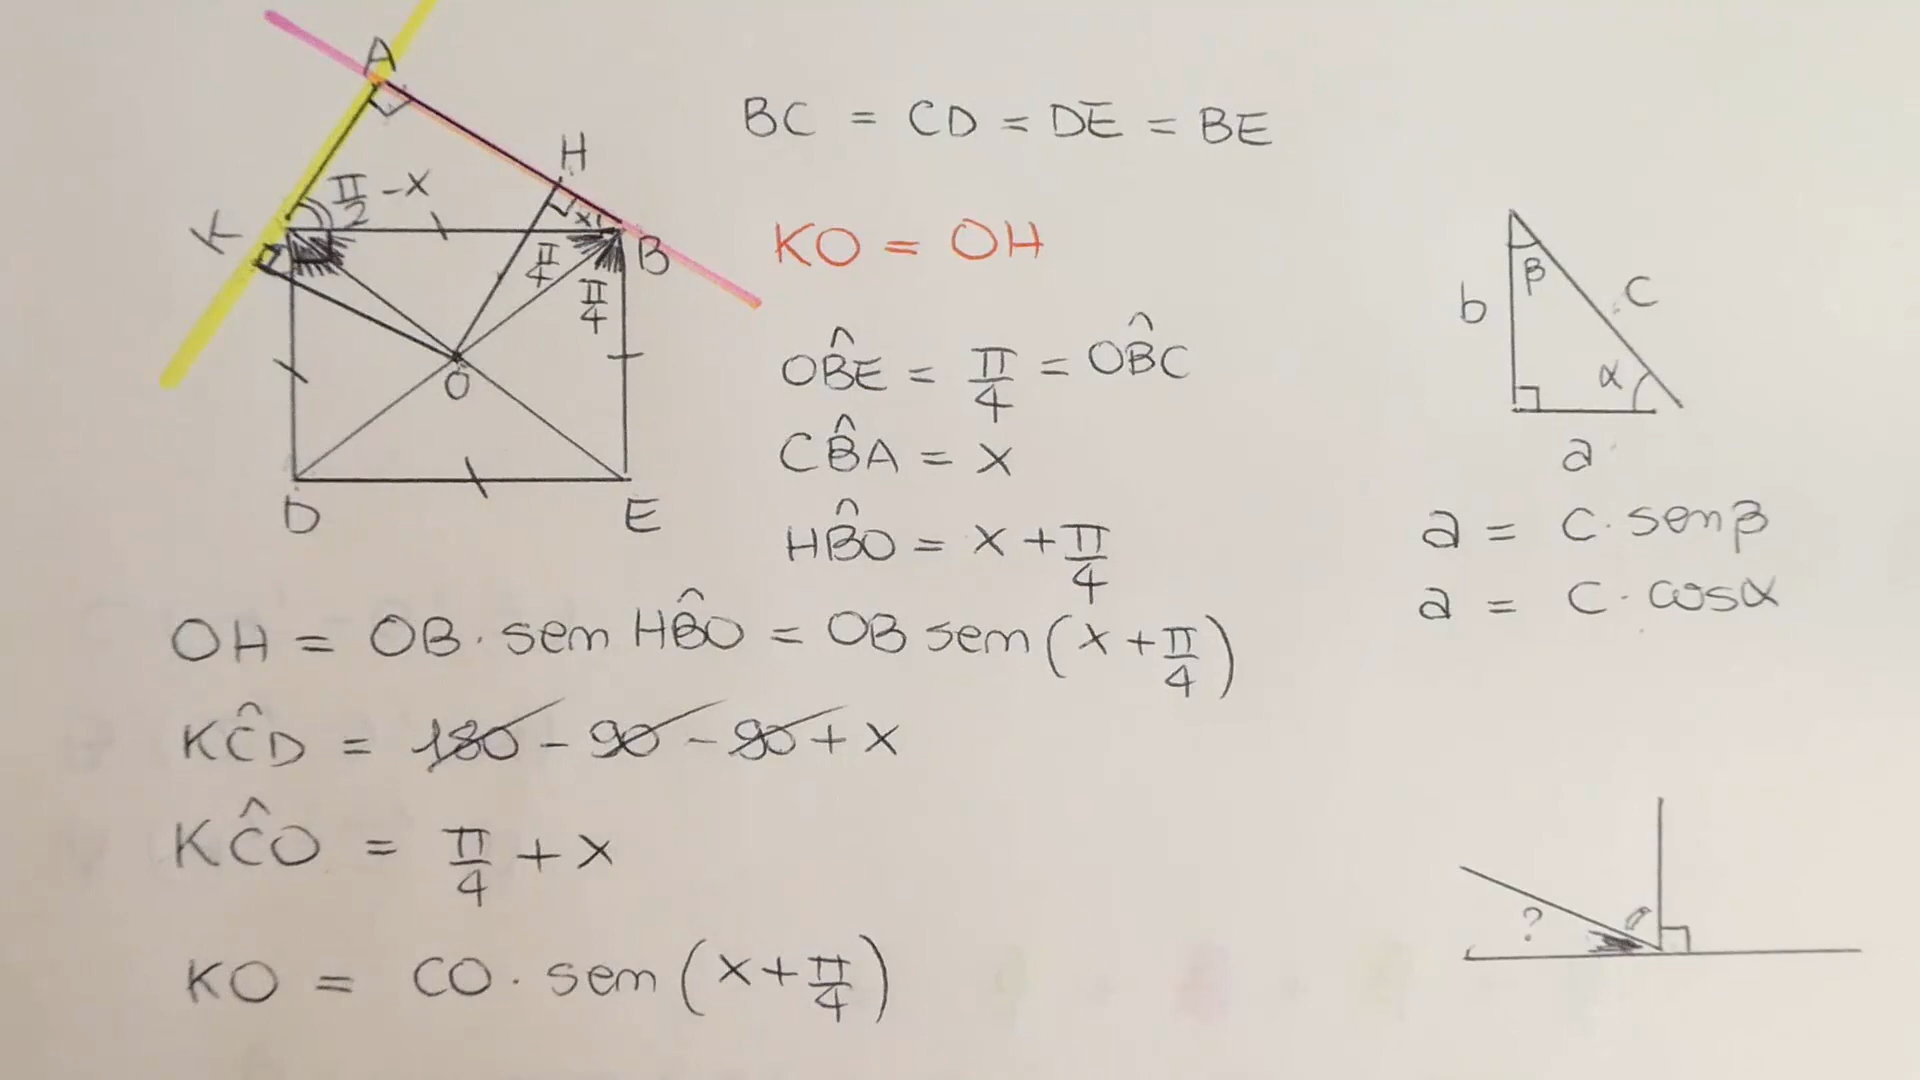 A
H
π/2 - x
K
x
B
π/4
π/4
O
D
E
BC = CD = DE = BE
KO = OH
OB̂E = π/4 = OB̂C
CB̂A = x
HB̂O = x + π/4
OH = OB · sen HB̂O = OB sen (x + π/4)
KĈD = 180 - 90 - 90 + x
KĈO = π/4 + x
KO = CO · sen (x + π/4)
β
b
c
α
a
a = c · sen β
a = c · cos α
?